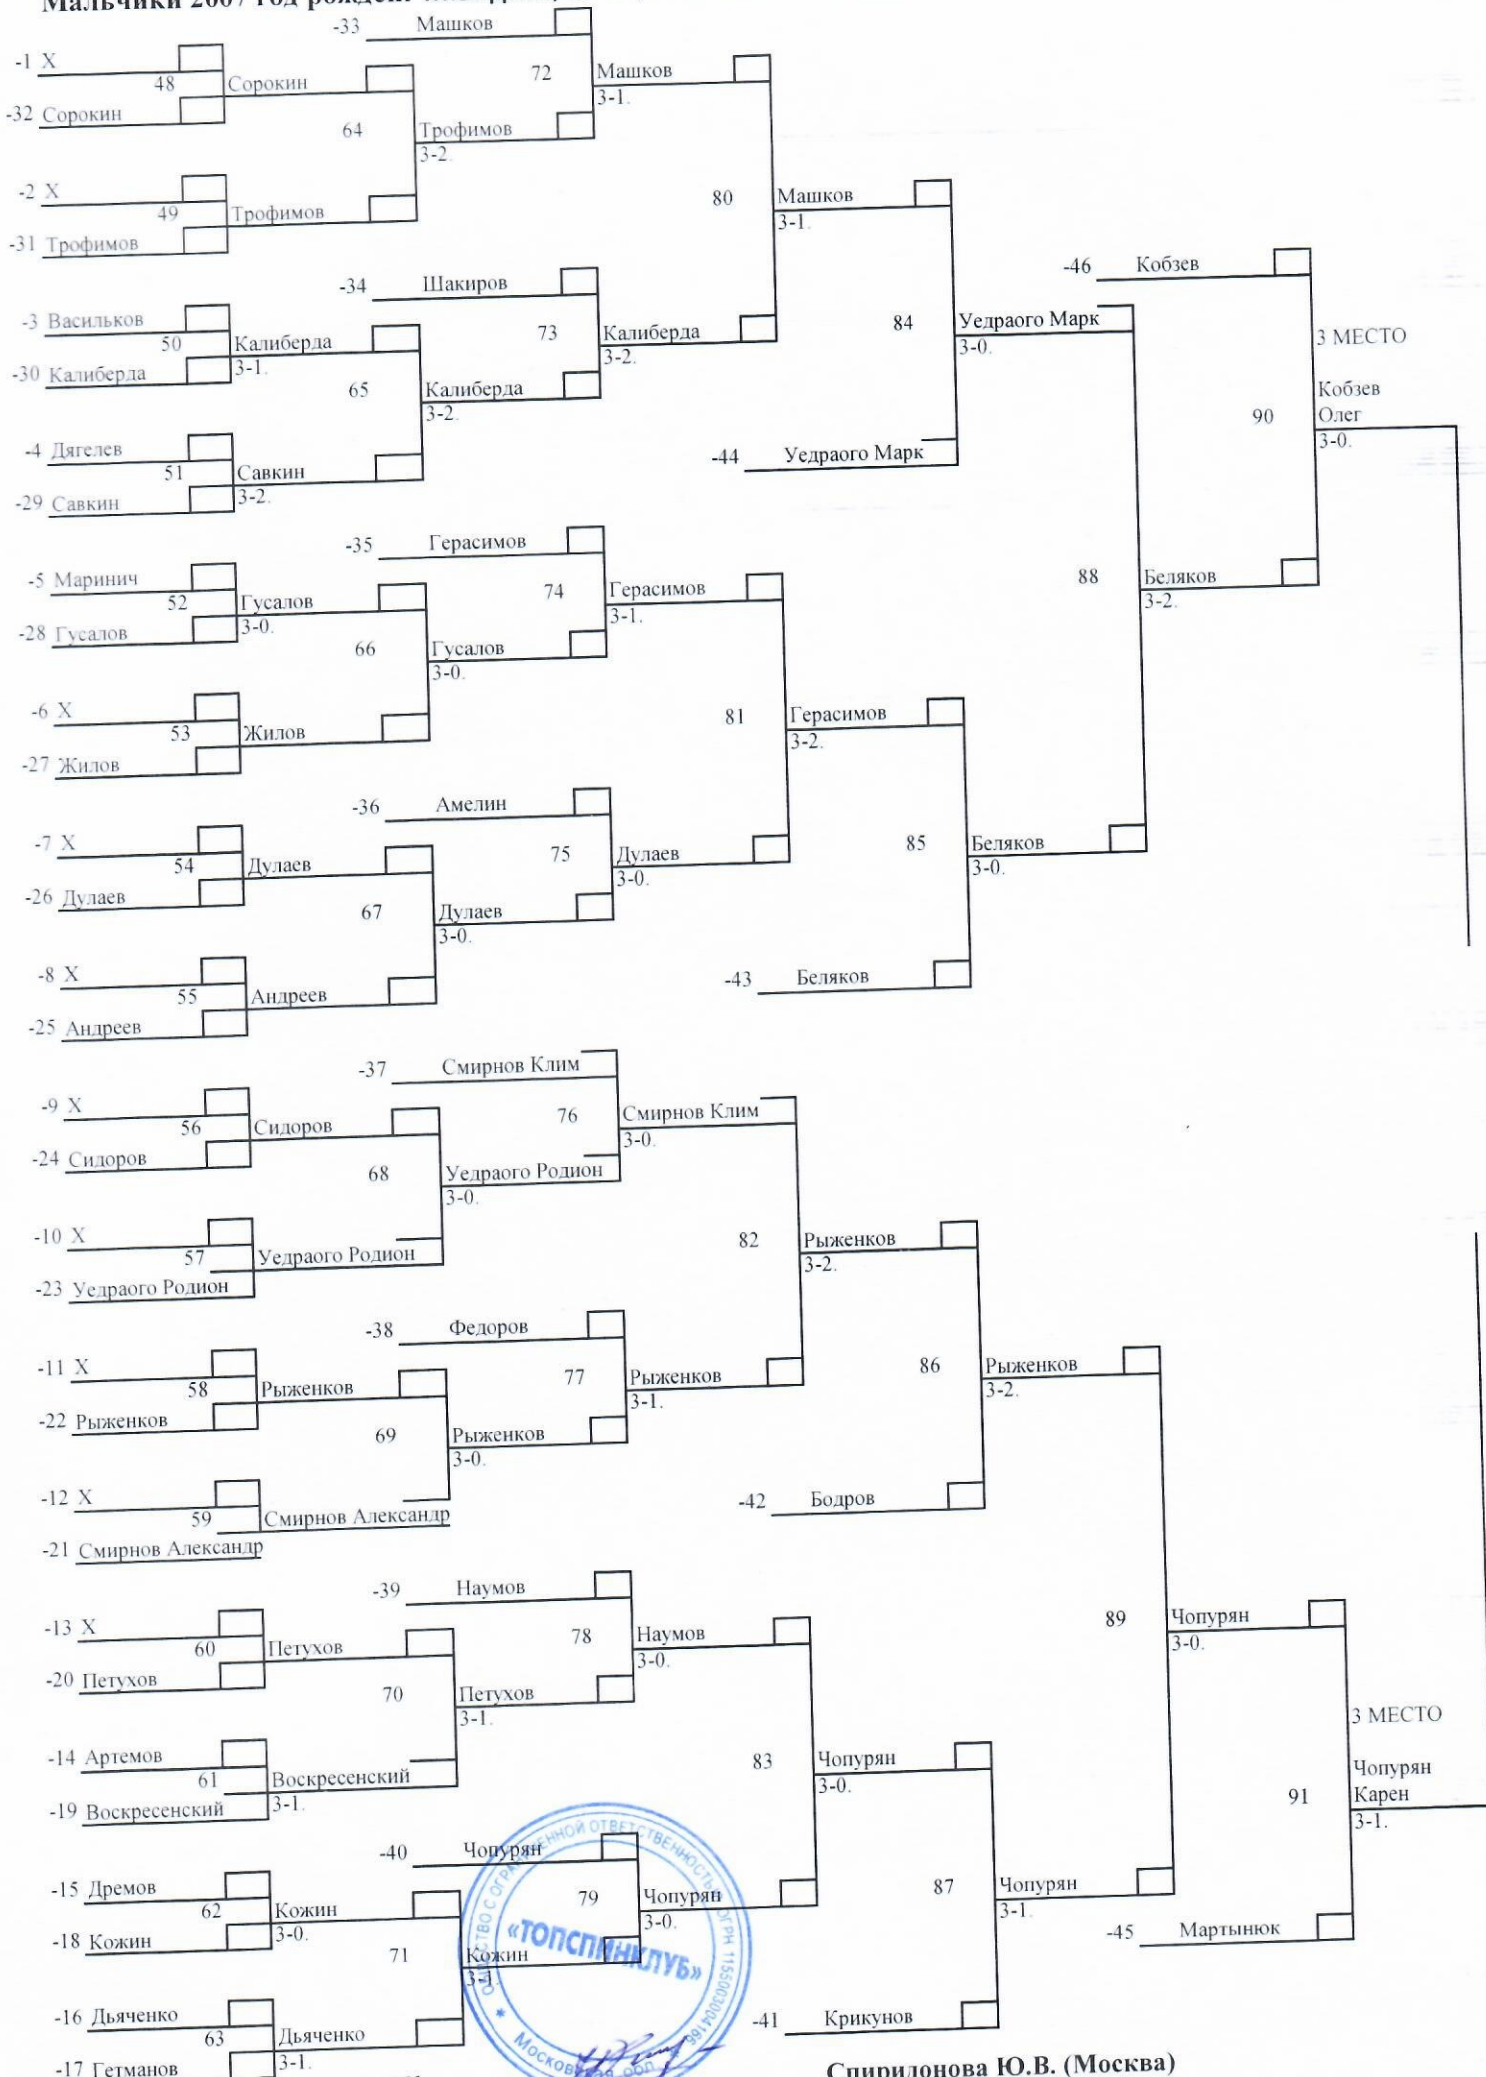 Мальчики 2007 год
-33 Машков
-1 X
48 Сорокин
-32 Сорокин
72 Машков
3-1.
64 Трофимов
3-2.
-2 X
49 Трофимов
-31 Трофимов
80 Машков
3-1.
-46 Кобзев
-34 Шакиров
-3 Васильков
50 Калиберда
3-1.
-30 Калиберда
73 Калиберда
3-2.
84 Уедраого Марк
3-0.
3 МЕСТО
65 Калиберда
3-2.
90 Кобзев
Олег
3-0.
-4 Дягелев
51 Савкин
3-2.
-29 Савкин
-44 Уедраого Марк
-35 Герасимов
-5 Маринич
52 Гусалов
3-0.
-28 Гусалов
74 Герасимов
3-1.
88 Беляков
3-2.
66 Гусалов
3-0.
-6 X
53 Жилов
-27 Жилов
81 Герасимов
3-2.
-36 Амелин
-7 X
54 Дулаев
-26 Дулаев
75 Дулаев
3-0.
85 Беляков
3-0.
67 Дулаев
3-0.
-8 X
55 Андреев
-25 Андреев
-43 Беляков
-37 Смирнов Клим
-9 X
56 Сидоров
-24 Сидоров
76 Смирнов Клим
3-0.
68 Уедраого Родион
3-0.
-10 X
57 Уедраого Родион
-23 Уедраого Родион
82 Рыженков
3-2.
-38 Федоров
-11 X
58 Рыженков
-22 Рыженков
77 Рыженков
3-1.
86 Рыженков
3-2.
69 Рыженков
3-0.
-12 X
59 Смирнов Александр
-21 Смирнов Александр
-42 Бодров
-39 Наумов
-13 X
60 Петухов
-20 Петухов
78 Наумов
3-0.
89 Чопурян
3-0.
70 Петухов
3-1.
-14 Артемов
61 Воскресенский
3-1.
-19 Воскресенский
83 Чопурян
3-0.
3 МЕСТО
91 Чопурян
Карен
3-1.
-40 Чопурян
-15 Дремов
62 Кожин
3-0.
-18 Кожин
79 Чопурян
3-0.
87 Чопурян
3-1.
-45 Мартынюк
71 Кожин
3-1.
-16 Дьяченко
63 Дьяченко
3-1.
-17 Гетманов
-41 Крикунов
«ТОПСПИНКЛУБ»
Спиридонова Ю.В. (Москва)